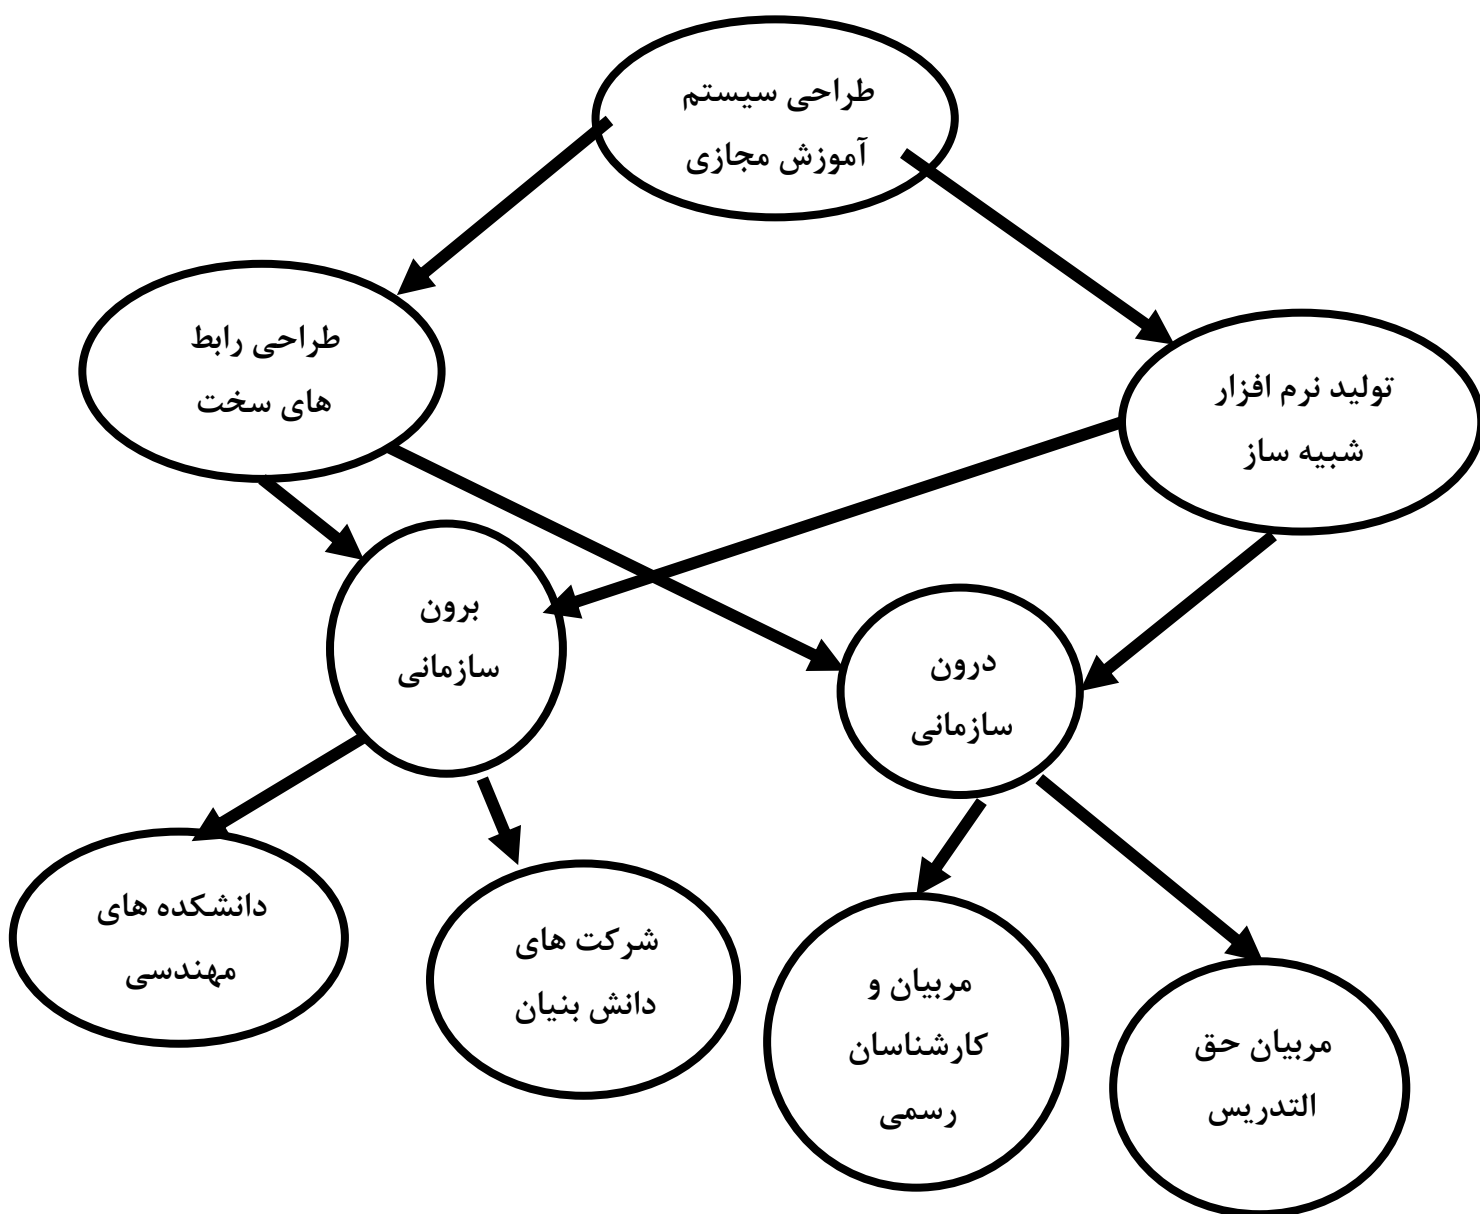 طراحی سیستم
آموزش مجازی
طراحی رابط
های سخت
تولید نرم افزار
شبیه ساز
برون
سازمانی
درون
سازمانی
دانشکده های
مهندسی
شرکت های
دانش بنیان
مربیان و
کارشناسان
رسمی
مربیان حق
التدریس